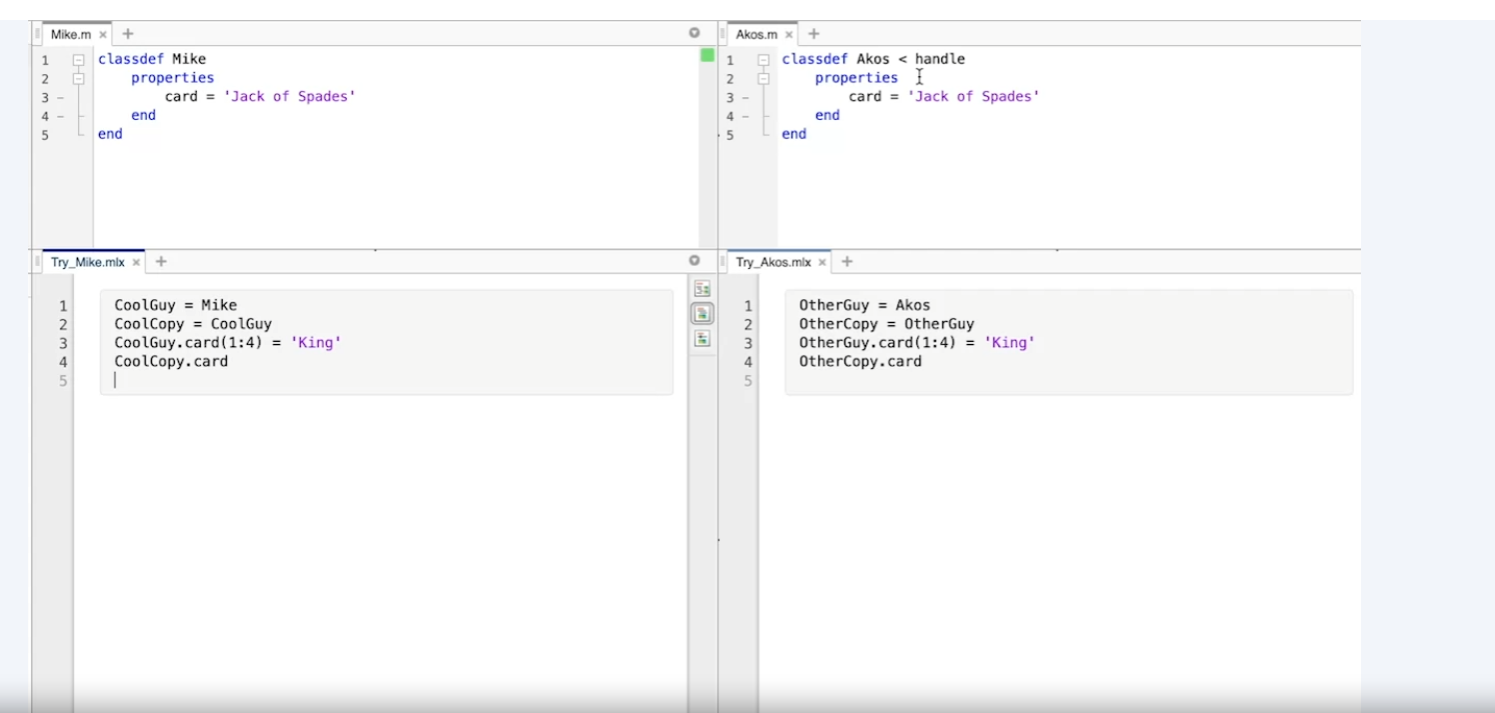 Mike.m × +
1 classdef Mike
2 properties
3 – card = 'Jack of Spades'
4 – end
5 end
Akos.m × +
1 classdef Akos < handle
2 properties
3 – card = 'Jack of Spades'
4 – end
5 end
Try_Mike.mlx × +
1 CoolGuy = Mike
2 CoolCopy = CoolGuy
3 CoolGuy.card(1:4) = 'King'
4 CoolCopy.card
5
Try_Akos.mlx × +
1 OtherGuy = Akos
2 OtherCopy = OtherGuy
3 OtherGuy.card(1:4) = 'King'
4 OtherCopy.card
5